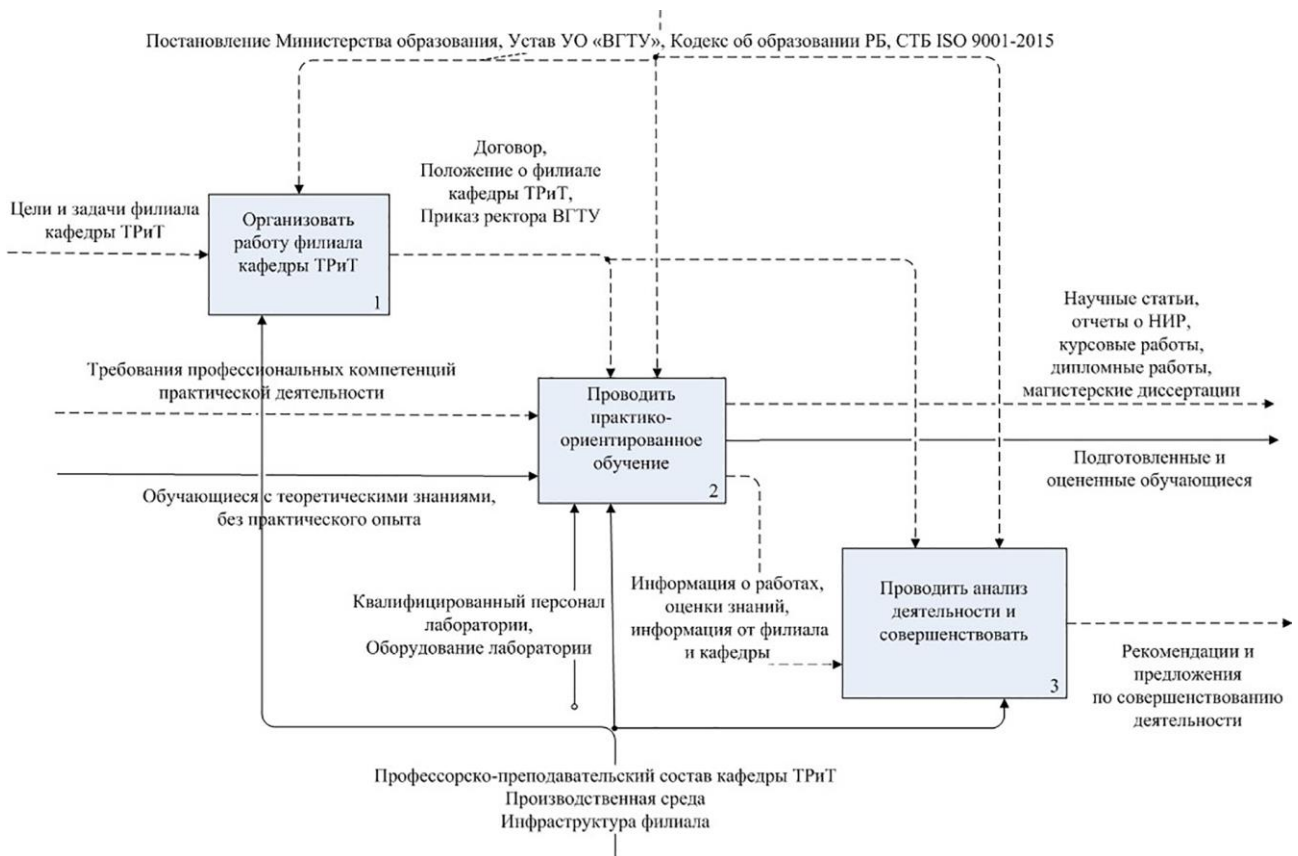 Постановление Министерства образования, Устав УО «ВГТУ», Кодекс об образовании РБ, СТБ ISO 9001-2015
Договор,
Положение о филиале
кафедры ТРиТ,
Приказ ректора ВГТУ
Цели и задачи филиала
кафедры ТРиТ
Организовать
работу филиала
кафедры ТРиТ
1
Научные статьи,
отчеты о НИР,
курсовые работы,
дипломные работы,
магистерские диссертации
Требования профессиональных компетенций
практической деятельности
Проводить
практико-
ориентированное
обучение
2
Подготовленные и
оцененные обучающиеся
Обучающиеся с теоретическими знаниями,
без практического опыта
Квалифицированный персонал
лаборатории,
Оборудование лаборатории
Информация о работах,
оценки знаний,
информация от филиала
и кафедры
Проводить анализ
деятельности и
совершенствовать
3
Рекомендации и
предложения
по совершенствованию
деятельности
Профессорско-преподавательский состав кафедры ТРиТ
Производственная среда
Инфраструктура филиала